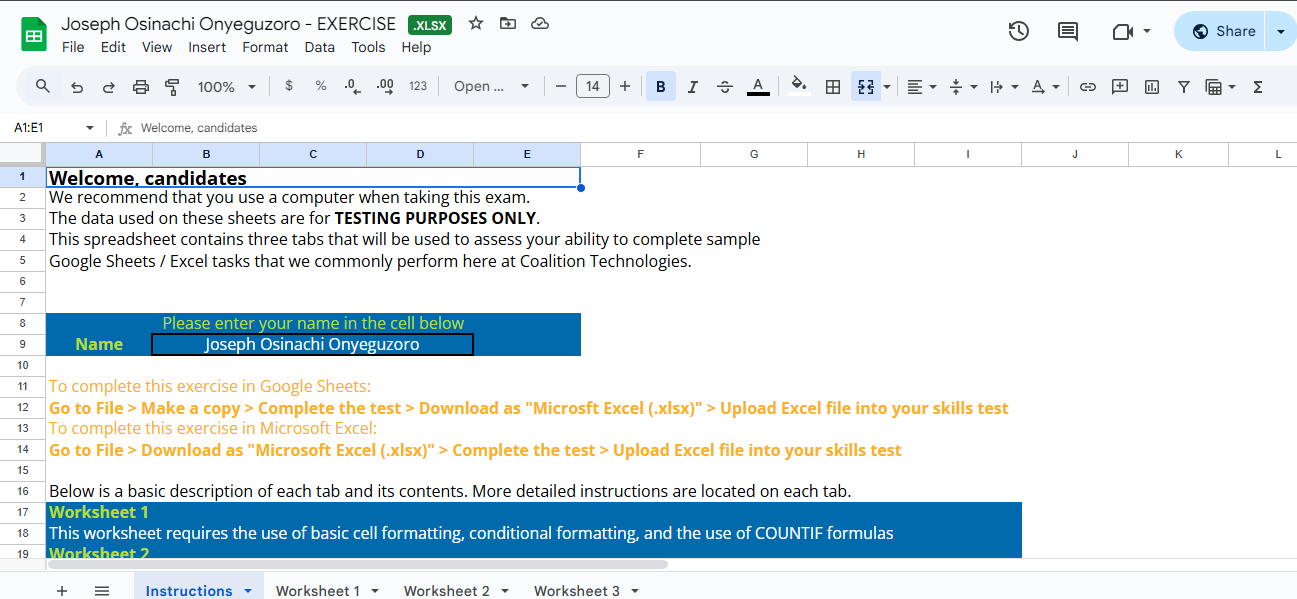 Joseph Osinachi Onyeguzoro - EXERCISE .XLSX
File Edit View Insert Format Data Tools Help
Share
100% $ % .0 .00 123 Open ... − 14 + B I S A A Σ
A1:E1 fx Welcome, candidates
A B C D E F G H I J K L
1 Welcome, candidates
2 We recommend that you use a computer when taking this exam.
3 The data used on these sheets are for TESTING PURPOSES ONLY.
4 This spreadsheet contains three tabs that will be used to assess your ability to complete sample
5 Google Sheets / Excel tasks that we commonly perform here at Coalition Technologies.
6
7
8 Please enter your name in the cell below
9 Name Joseph Osinachi Onyeguzoro
10
11 To complete this exercise in Google Sheets:
12 Go to File > Make a copy > Complete the test > Download as "Microsft Excel (.xlsx)" > Upload Excel file into your skills test
13 To complete this exercise in Microsoft Excel:
14 Go to File > Download as "Microsoft Excel (.xlsx)" > Complete the test > Upload Excel file into your skills test
15
16 Below is a basic description of each tab and its contents. More detailed instructions are located on each tab.
17 Worksheet 1
18 This worksheet requires the use of basic cell formatting, conditional formatting, and the use of COUNTIF formulas
19 Worksheet 2
+ Instructions Worksheet 1 Worksheet 2 Worksheet 3